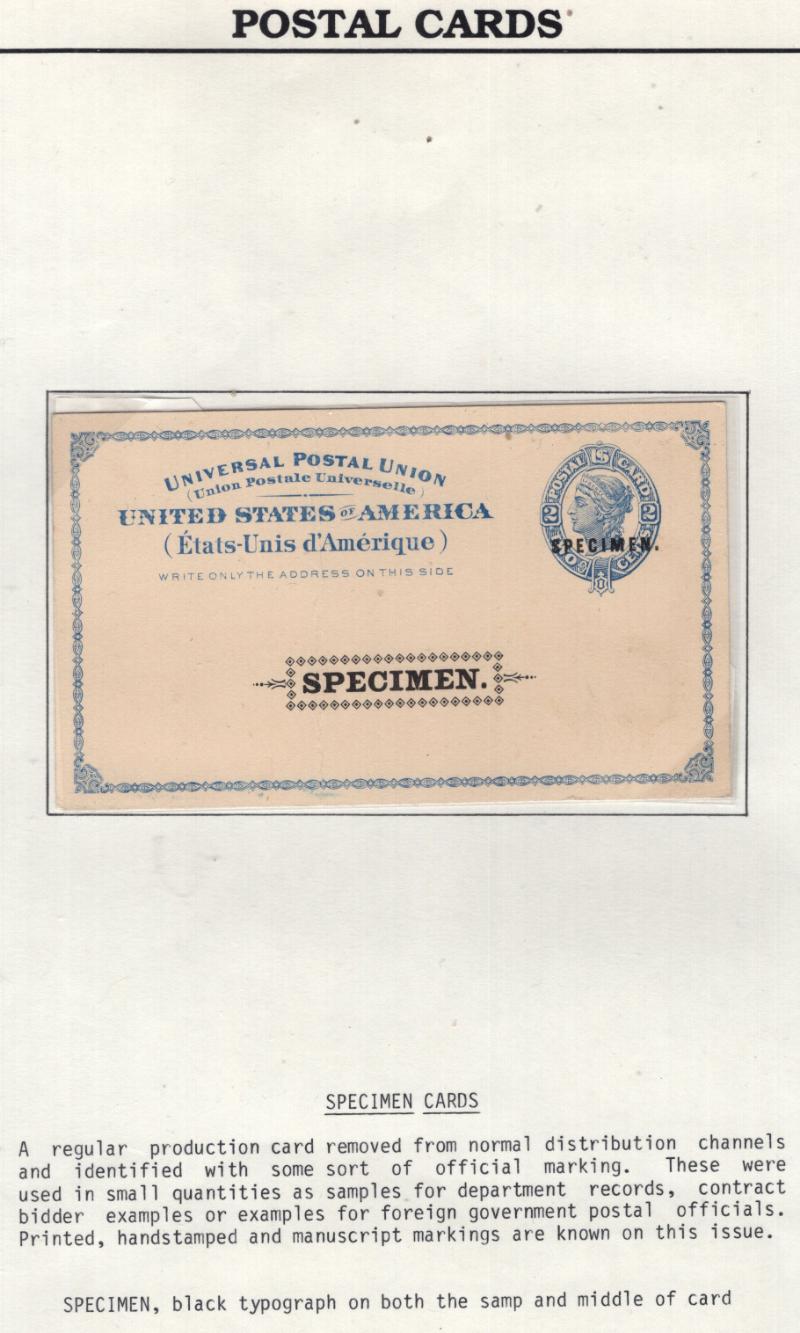 POSTAL CARDS
UNIVERSAL POSTAL UNION
(Union Postale Universelle)
UNITED STATES OF AMERICA
(États-Unis d'Amérique)
WRITE ONLY THE ADDRESS ON THIS SIDE
POSTAL US CARD
2 2
TWO CENTS
SPECIMEN.
SPECIMEN.
SPECIMEN CARDS
A regular production card removed from normal distribution channels
and identified with some sort of official marking. These were
used in small quantities as samples for department records, contract
bidder examples or examples for foreign government postal officials.
Printed, handstamped and manuscript markings are known on this issue.
SPECIMEN, black typograph on both the samp and middle of card